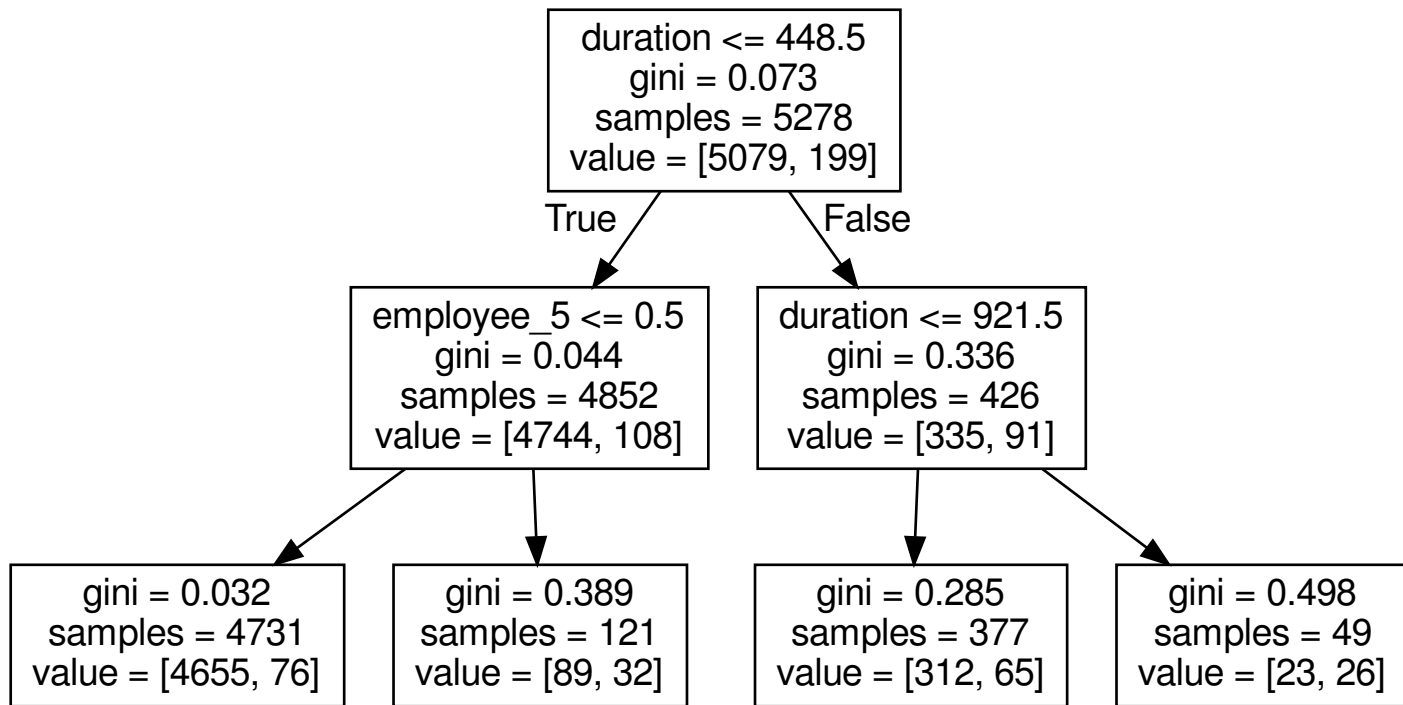 duration <= 448.5
gini = 0.073
samples = 5278
value = [5079, 199]
True
False
employee_5 <= 0.5
gini = 0.044
samples = 4852
value = [4744, 108]
duration <= 921.5
gini = 0.336
samples = 426
value = [335, 91]
gini = 0.032
samples = 4731
value = [4655, 76]
gini = 0.389
samples = 121
value = [89, 32]
gini = 0.285
samples = 377
value = [312, 65]
gini = 0.498
samples = 49
value = [23, 26]